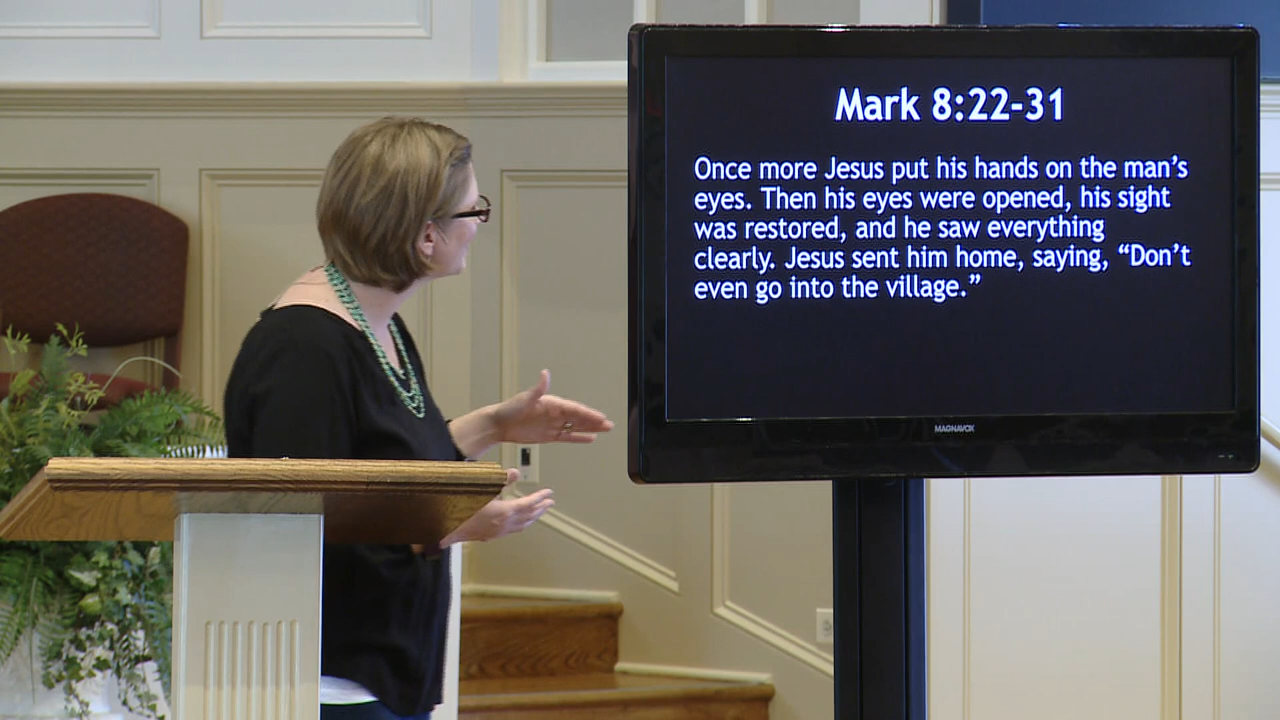 Mark 8:22-31
Once more Jesus put his hands on the man's
eyes. Then his eyes were opened, his sight
was restored, and he saw everything
clearly. Jesus sent him home, saying, “Don't
even go into the village.”
MAGNAVOX